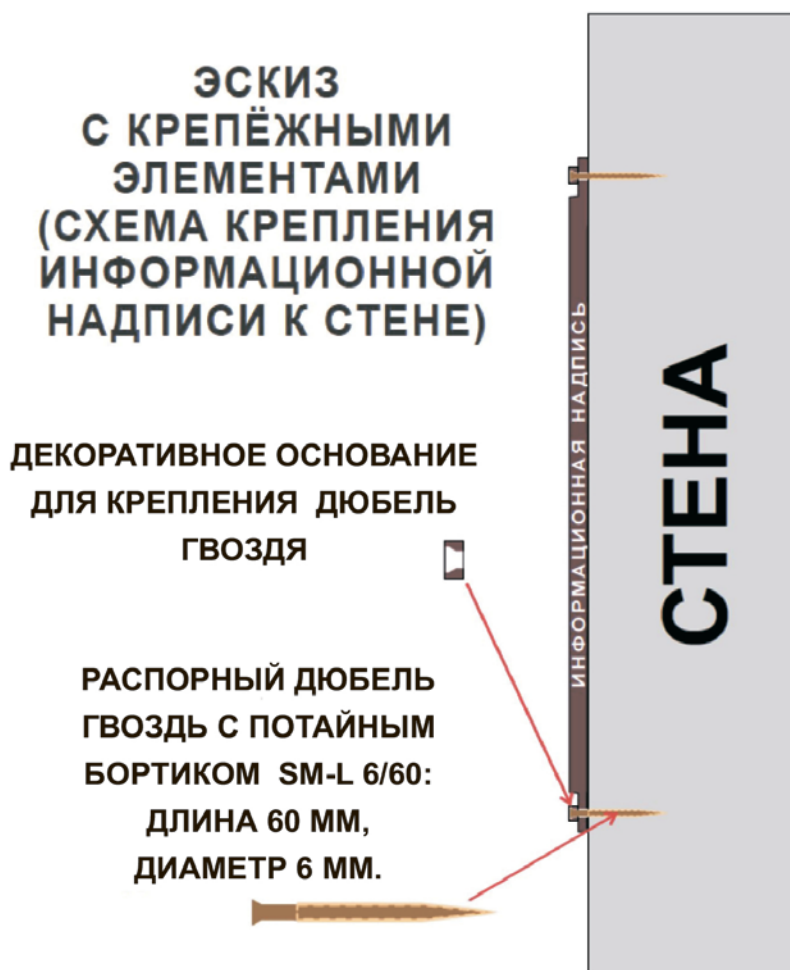 ЭСКИЗ
С КРЕПЁЖНЫМИ
ЭЛЕМЕНТАМИ
(СХЕМА КРЕПЛЕНИЯ
ИНФОРМАЦИОННОЙ
НАДПИСИ К СТЕНЕ)
ДЕКОРАТИВНОЕ ОСНОВАНИЕ
ДЛЯ КРЕПЛЕНИЯ ДЮБЕЛЬ
ГВОЗДЯ
РАСПОРНЫЙ ДЮБЕЛЬ
ГВОЗДЬ С ПОТАЙНЫМ
БОРТИКОМ SM-L 6/60:
ДЛИНА 60 ММ,
ДИАМЕТР 6 ММ.
ИНФОРМАЦИОННАЯ НАДПИСЬ
СТЕНА